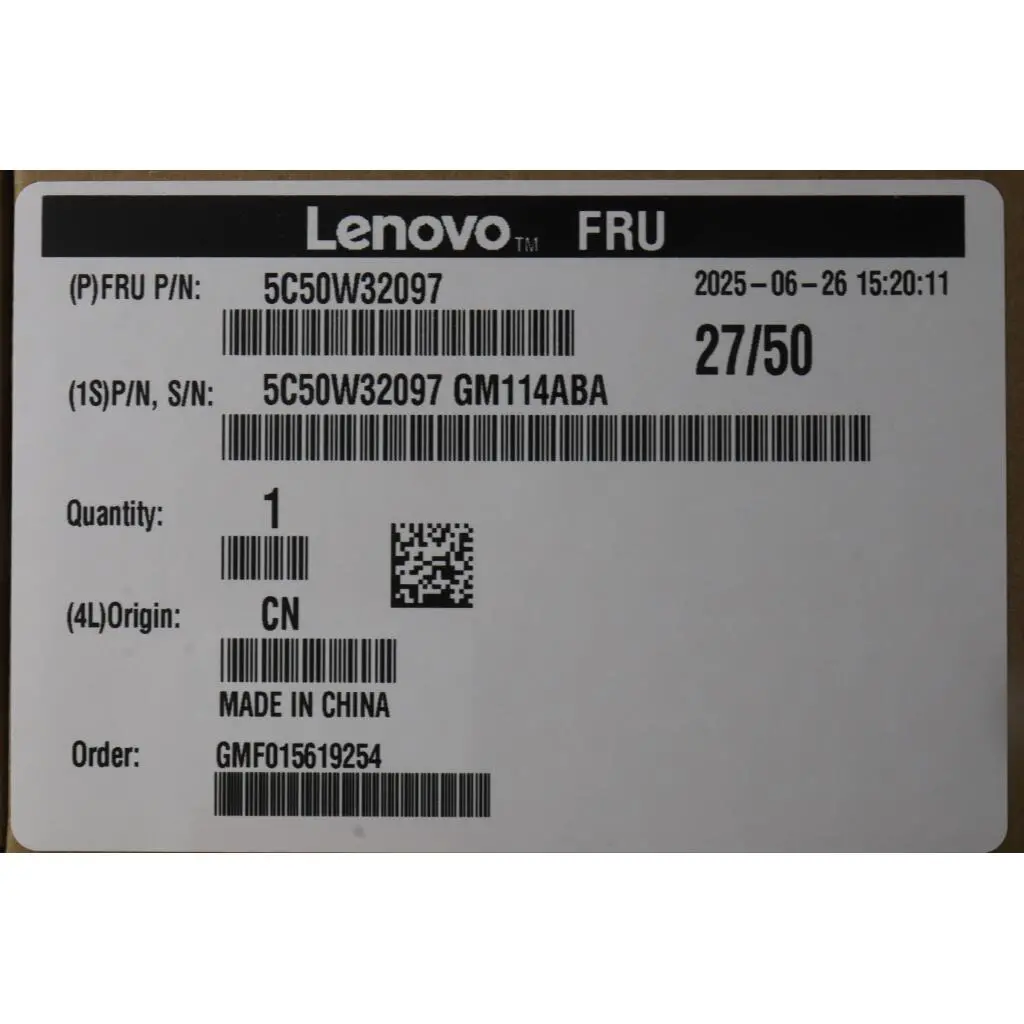 Lenovo™ FRU
(P)FRU P/N: 5C50W32097 2025-06-26 15:20:11
27/50
(1S)P/N, S/N: 5C50W32097 GM114ABA
Quantity: 1
(4L)Origin: CN
MADE IN CHINA
Order: GMF015619254